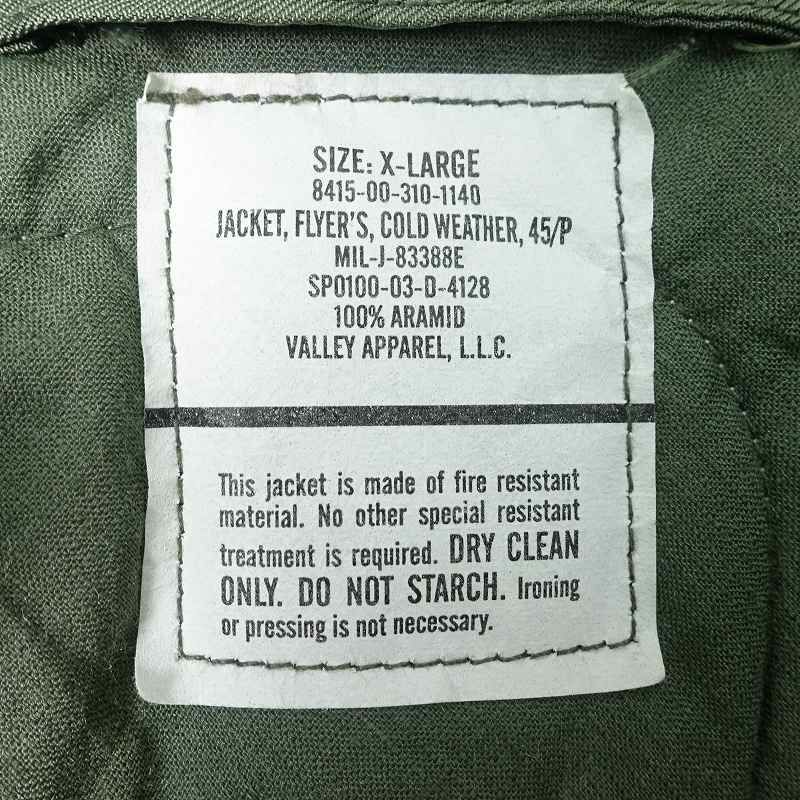 SIZE: X-LARGE
8415-00-310-1140
JACKET, FLYER'S, COLD WEATHER, 45/P
MIL-J-83388E
SP0100-03-D-4128
100% ARAMID
VALLEY APPAREL, L.L.C.
This jacket is made of fire resistant
material. No other special resistant
treatment is required. DRY CLEAN
ONLY. DO NOT STARCH. Ironing
or pressing is not necessary.